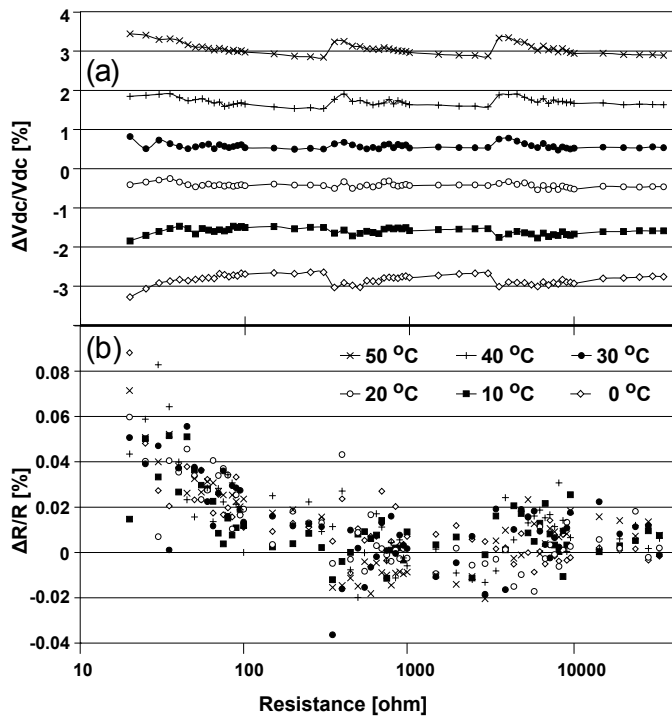 4
3
2
1
0
-1
-2
-3
(a)
ΔVdc/Vdc [%]
(b)
50 °C 40 °C 30 °C
20 °C 10 °C 0 °C
0.08
0.06
0.04
0.02
0
-0.02
-0.04
ΔR/R [%]
10 100 1000 10000
Resistance [ohm]